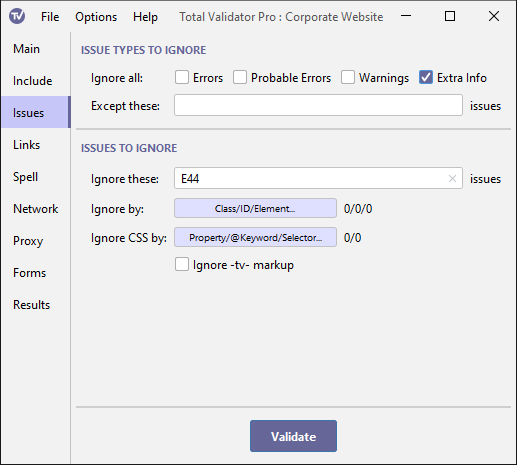 TV File Options Help Total Validator Pro : Corporate Website
Main
Include
Issues
Links
Spell
Network
Proxy
Forms
Results
ISSUE TYPES TO IGNORE
Ignore all: Errors Probable Errors Warnings Extra Info
Except these: issues
ISSUES TO IGNORE
Ignore these: E44 issues
Ignore by: Class/ID/Element... 0/0/0
Ignore CSS by: Property/@Keyword/Selector... 0/0
Ignore -tv- markup
Validate